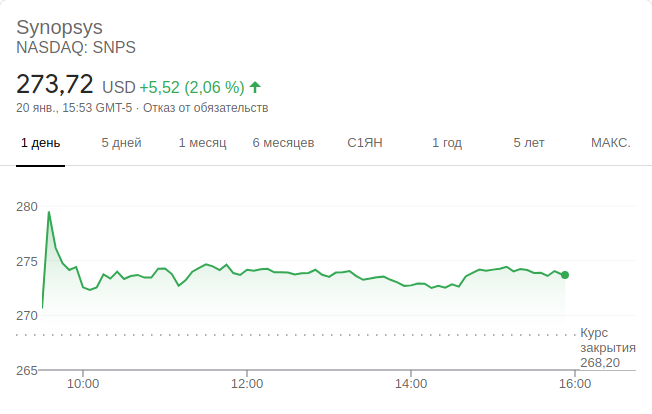 Synopsys
NASDAQ: SNPS
273,72 USD +5,52 (2,06 %)
20 янв., 15:53 GMT-5 · Отказ от обязательств
1 день 5 дней 1 месяц 6 месяцев С1ЯН 1 год 5 лет МАКС.
280
275
270
Курс
закрытия
268,20
265
10:00 12:00 14:00 16:00